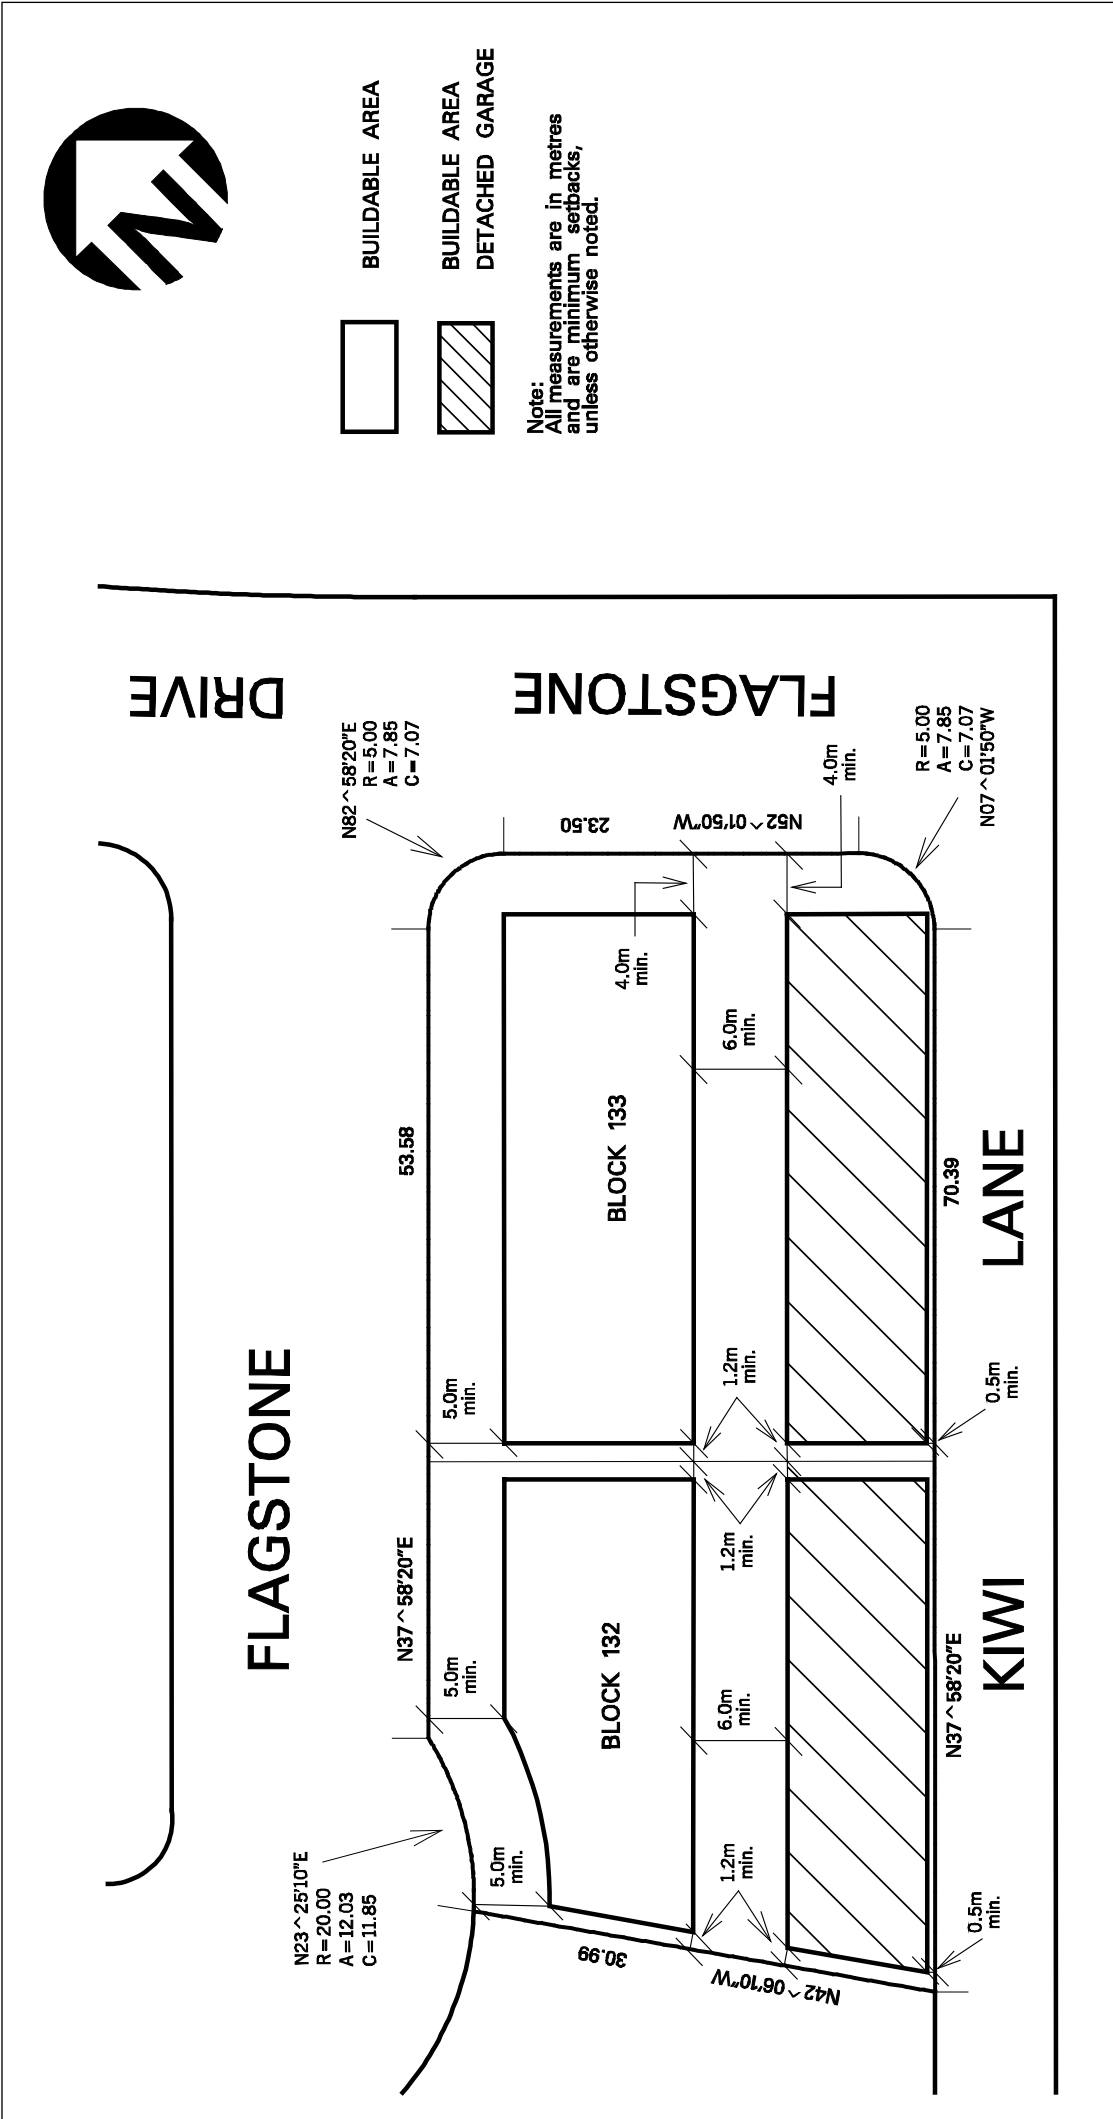 N
BUILDABLE AREA
BUILDABLE AREA
DETACHED GARAGE
Note:
All measurements are in metres
and are minimum setbacks,
unless otherwise noted.
FLAGSTONE
DRIVE
FLAGSTONE
KIWI
LANE
N23^25'10"E
R=20.00
A=12.03
C=11.85
N37^58'20"E
53.58
N82^58'20"E
R=5.00
A=7.85
C=7.07
23.50
N52^01'50"W
R=5.00
A=7.85
C=7.07
N07^01'50"W
30.99
N42^06'10"W
N37^58'20"E
70.39
BLOCK 132
BLOCK 133
5.0m
min.
5.0m
min.
5.0m
min.
4.0m
min.
4.0m
min.
6.0m
min.
6.0m
min.
1.2m
min.
1.2m
min.
1.2m
min.
0.5m
min.
0.5m
min.